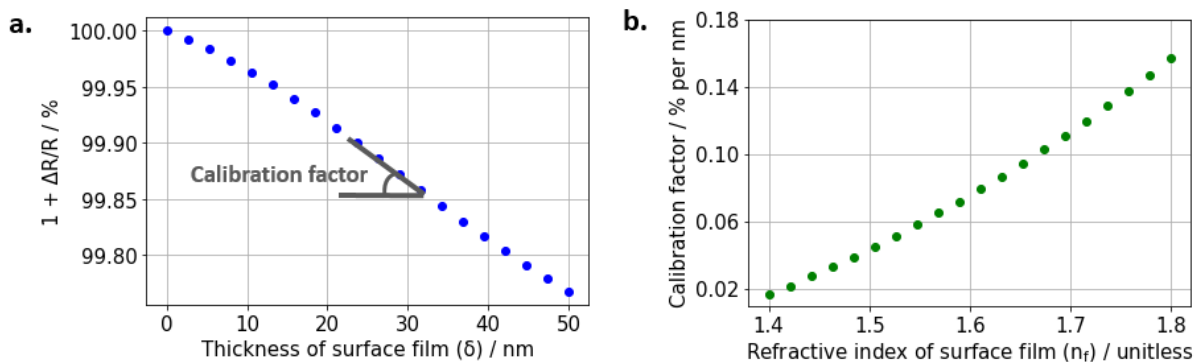 a.
1 + ΔR/R / %
100.00
99.95
99.90
99.85
99.80
Calibration factor
0 10 20 30 40 50
Thickness of surface film (δ) / nm
b.
Calibration factor / % per nm
0.18
0.14
0.10
0.06
0.02
1.4 1.5 1.6 1.7 1.8
Refractive index of surface film (n_f) / unitless